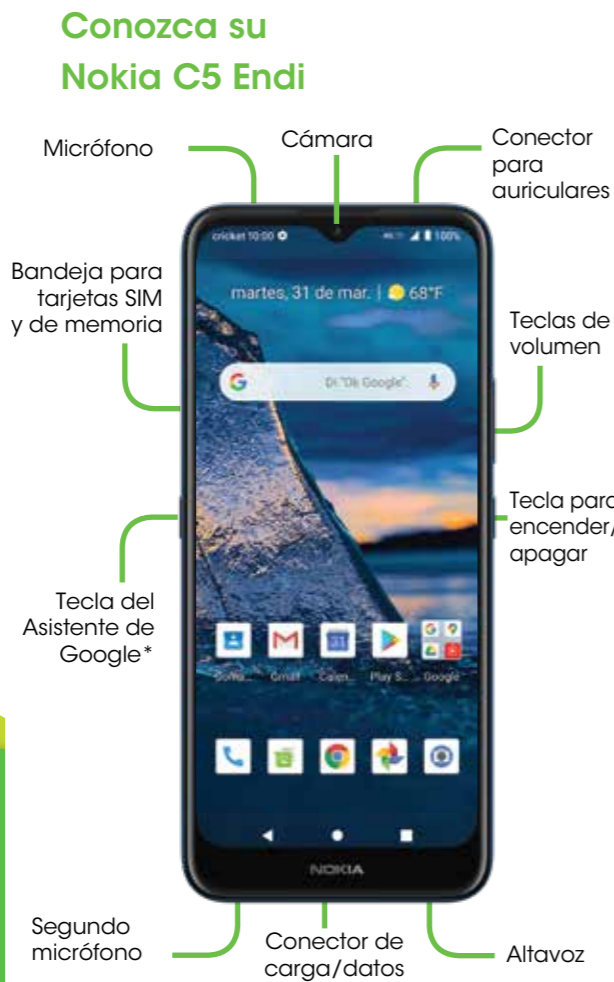 Conozca su
Nokia C5 Endi
Micrófono
Cámara
Conector
para
auriculares
Bandeja para
tarjetas SIM
y de memoria
cricket 10:00
100%
martes, 31 de mar. | 68°F
G Di "Ok Google".
Teclas de
volumen
Tecla para
encender/
apagar
Tecla del
Asistente de
Google*
31
Gmail Calen... Play S... Google
NOKIA
Segundo
micrófono
Conector de
carga/datos
Altavoz